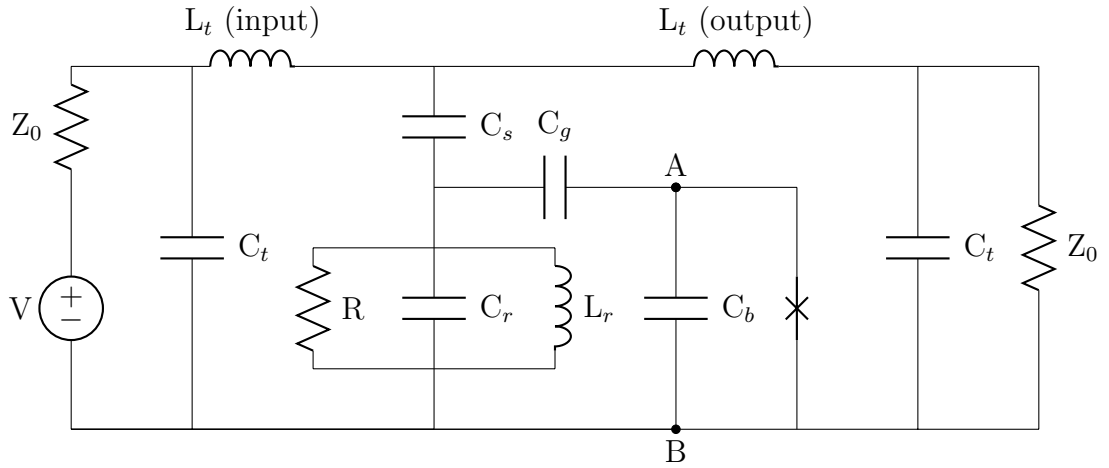 L_t (input)
L_t (output)
Z_0
C_s
C_g
A
C_t
C_t
Z_0
V
+
−
R
C_r
L_r
C_b
B